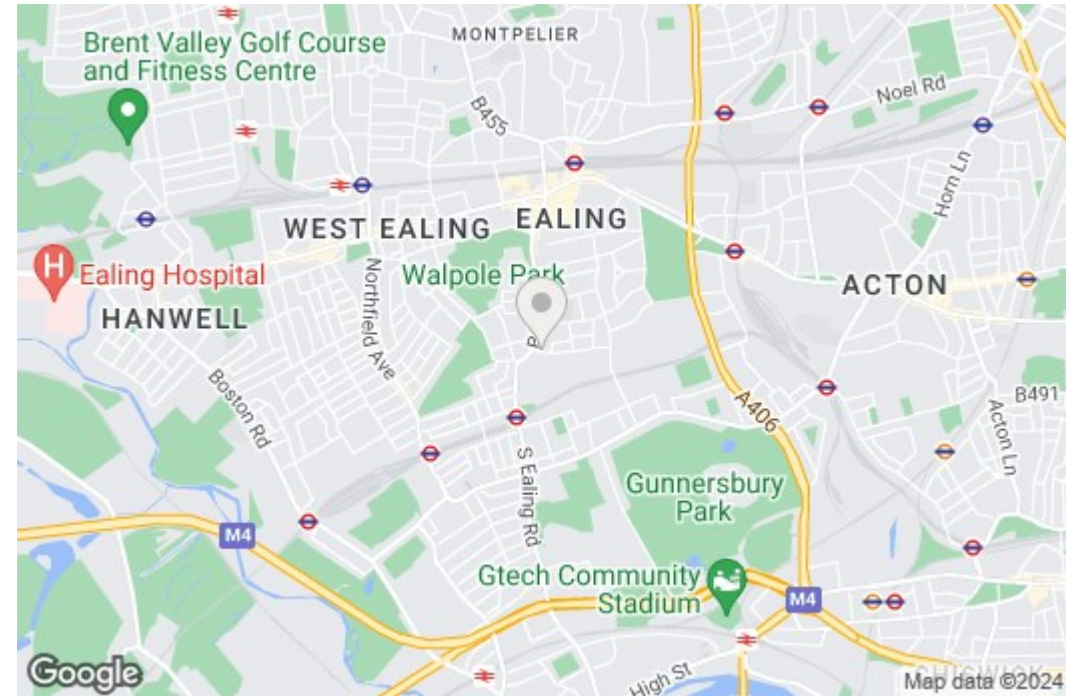 MONTPELIER
Brent Valley Golf Course
and Fitness Centre
Noel Rd
B455
Horn Ln
WEST EALING
EALING
Ealing Hospital
H
Walpole Park
ACTON
HANWELL
Northfield Ave
Boston Rd
A406
B491
Acton Ln
S Ealing Rd
Gunnersbury
Park
M4
Gtech Community
Stadium
M4
High St
CHISWICK
Google
Map data ©2024